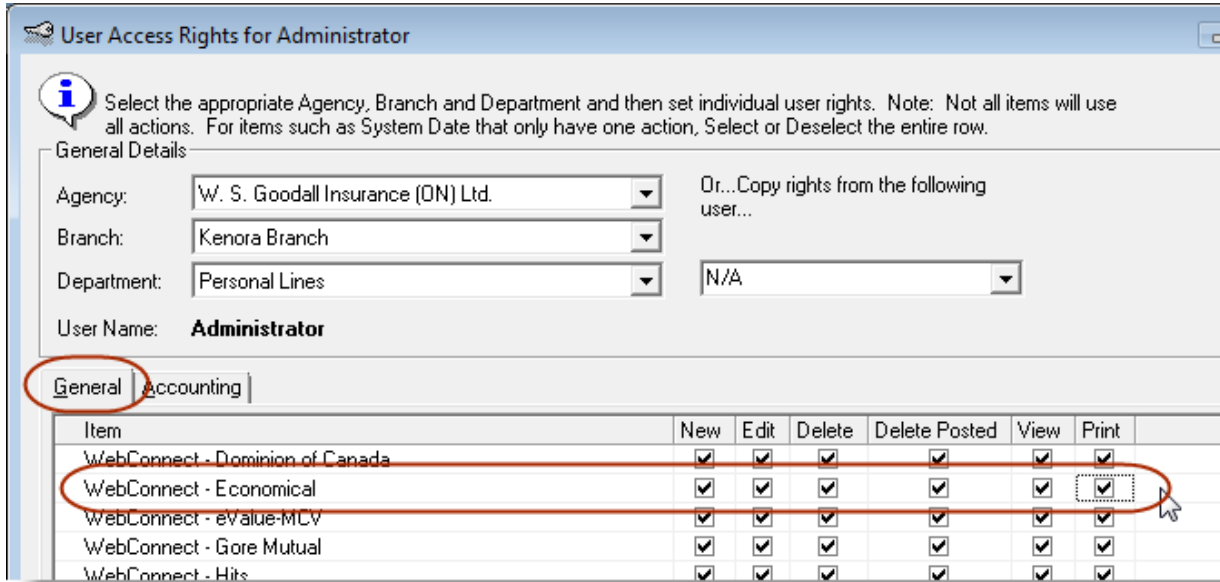 User Access Rights for Administrator
Select the appropriate Agency, Branch and Department and then set individual user rights. Note: Not all items will use
all actions. For items such as System Date that only have one action, Select or Deselect the entire row.
General Details
Agency: W. S. Goodall Insurance (ON) Ltd. Or...Copy rights from the following
user...
Branch: Kenora Branch
Department: Personal Lines N/A
User Name: Administrator
General Accounting
Item New Edit Delete Delete Posted View Print
WebConnect - Dominion of Canada
WebConnect - Economical
WebConnect - eValue-MCV
WebConnect - Gore Mutual
WebConnect - Hits